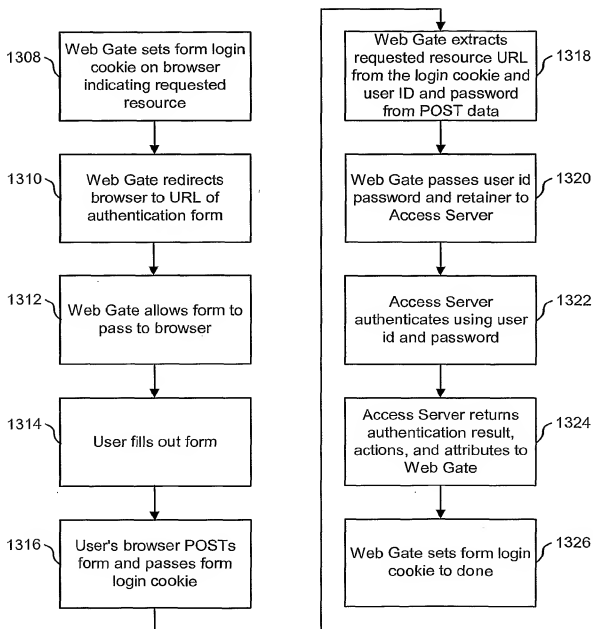 1308
Web Gate sets form login
cookie on browser
indicating requested
resource
1310
Web Gate redirects
browser to URL of
authentication form
1312
Web Gate allows form to
pass to browser
1314
User fills out form
1316
User's browser POSTs
form and passes form
login cookie
Web Gate extracts
requested resource URL
from the login cookie and
user ID and password
from POST data
1318
Web Gate passes user id
password and retainer to
Access Server
1320
Access Server
authenticates using user
id and password
1322
Access Server returns
authentication result,
actions, and attributes to
Web Gate
1324
Web Gate sets form login
cookie to done
1326